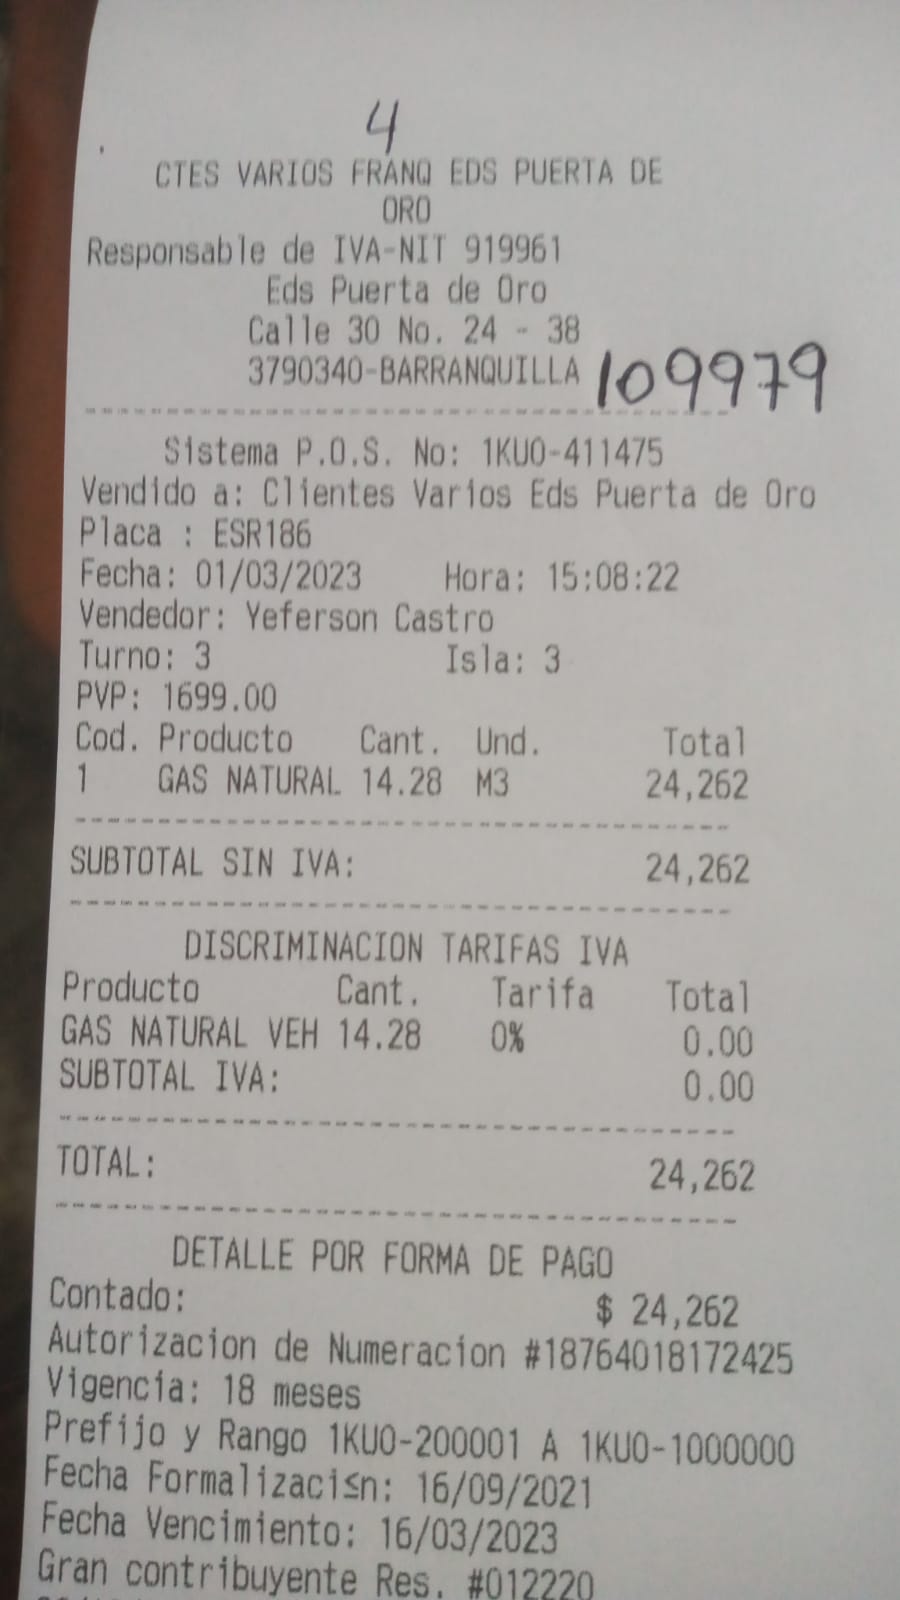 4
CTES VARIOS FRANQ EDS PUERTA DE
ORO
Responsable de IVA-NIT 919961
Eds Puerta de Oro
Calle 30 No. 24 - 38
3790340-BARRANQUILLA 109979
Sistema P.O.S. No: 1KU0-411475
Vendido a: Clientes Varios Eds Puerta de Oro
Placa : ESR186
Fecha: 01/03/2023 Hora: 15:08:22
Vendedor: Yeferson Castro
Turno: 3 Isla: 3
PVP: 1699.00
Cod. Producto Cant. Und. Total
1 GAS NATURAL 14.28 M3 24,262
SUBTOTAL SIN IVA: 24,262
DISCRIMINACION TARIFAS IVA
Producto Cant. Tarifa Total
GAS NATURAL VEH 14.28 0% 0.00
SUBTOTAL IVA: 0.00
TOTAL: 24,262
DETALLE POR FORMA DE PAGO
Contado: $ 24,262
Autorizacion de Numeracion #18764018172425
Vigencia: 18 meses
Prefijo y Rango 1KU0-200001 A 1KU0-1000000
Fecha Formalizaci≤n: 16/09/2021
Fecha Vencimiento: 16/03/2023
Gran contribuyente Res. #012220